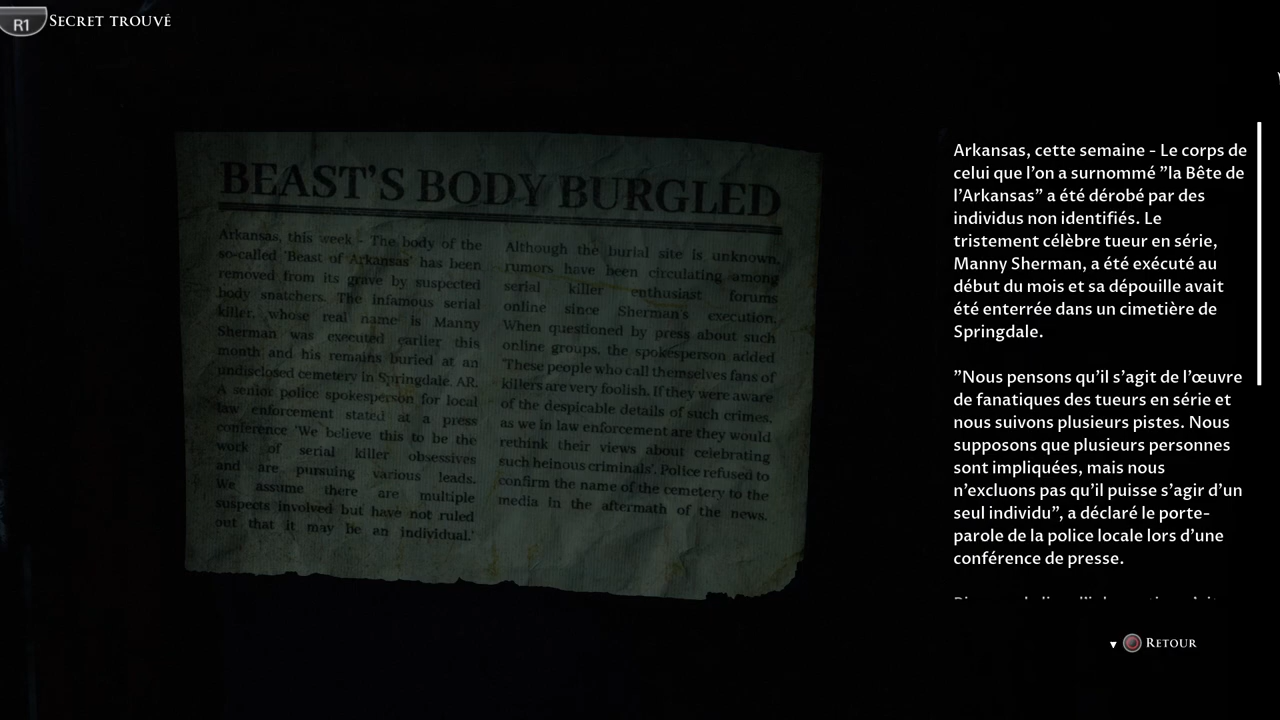 R1 SECRET TROUVÉ
BEAST'S BODY BURGLED
Arkansas, this week - The body of the
so-called 'Beast of Arkansas' has been
removed from its grave by suspected
body snatchers. The infamous serial
killer, whose real name is Manny
Sherman was executed earlier this
month and his remains buried at an
undisclosed cemetery in Springdale, AR.
A senior police spokesperson for local
law enforcement stated at a press
conference 'We believe this to be the
work of serial killer obsessives
and are pursuing various leads.
We assume there are multiple
suspects involved but have not ruled
out that it may be an individual.'
Although the burial site is unknown,
rumors have been circulating among
serial killer enthusiast forums
online since Sherman's execution.
When questioned by press about such
online groups, the spokesperson added
'These people who call themselves fans of
killers are very foolish. If they were aware
of the despicable details of such crimes,
as we in law enforcement are they would
rethink their views about celebrating
such heinous criminals'. Police refused to
confirm the name of the cemetery to the
media in the aftermath of the news.
Arkansas, cette semaine - Le corps de
celui que l'on a surnommé "la Bête de
l'Arkansas" a été dérobé par des
individus non identifiés. Le
tristement célèbre tueur en série,
Manny Sherman, a été exécuté au
début du mois et sa dépouille avait
été enterrée dans un cimetière de
Springdale.
"Nous pensons qu'il s'agit de l'œuvre
de fanatiques des tueurs en série et
nous suivons plusieurs pistes. Nous
supposons que plusieurs personnes
sont impliquées, mais nous
n'excluons pas qu'il puisse s'agir d'un
seul individu", a déclaré le porte-
parole de la police locale lors d'une
conférence de presse.
RETOUR